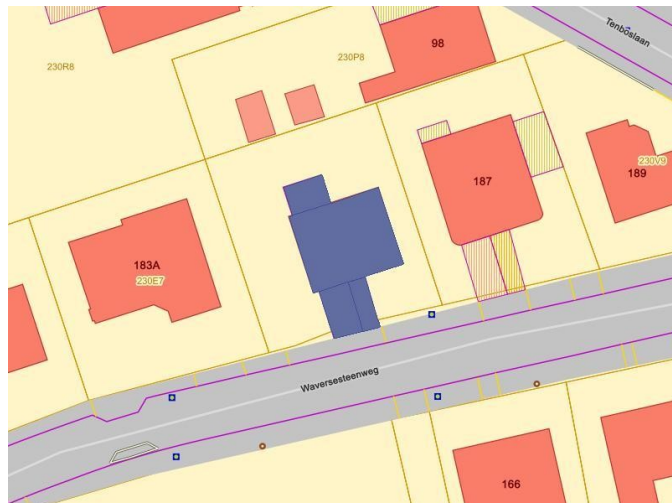 Tenboslaan
98
230R8
230P8
230V9
187
189
183A
230E7
Waversesteenweg
166